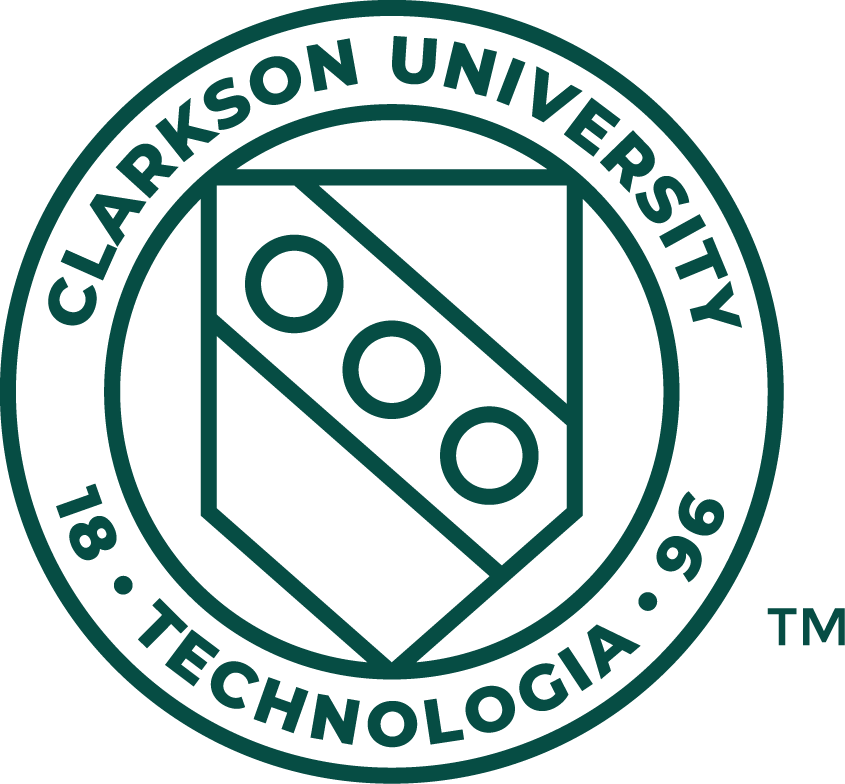 CLARKSON UNIVERSITY
18 • TECHNOLOGIA • 96
TM